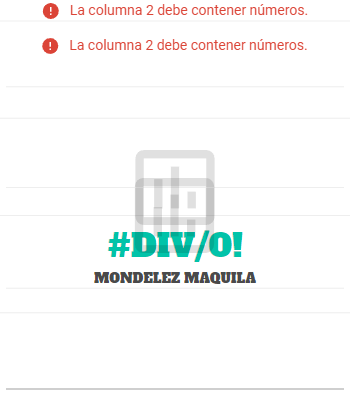 La columna 2 debe contener números.
La columna 2 debe contener números.
#DIV/0!
MONDELEZ MAQUILA